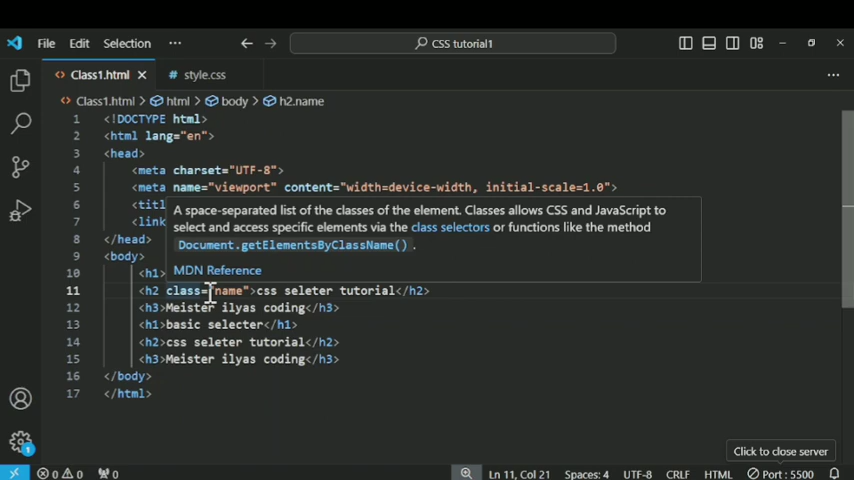 File Edit Selection ... CSS tutorial1
Class1.html # style.css ...
Class1.html > html > body > h2.name
1 <!DOCTYPE html>
2 <html lang="en">
3 <head>
4 <meta charset="UTF-8">
5 <meta name="viewport" content="width=device-width, initial-scale=1.0">
6 <titl
7 <link
A space-separated list of the classes of the element. Classes allows CSS and JavaScript to
select and access specific elements via the class selectors or functions like the method
Document.getElementsByClassName().
MDN Reference
8 </head>
9 <body>
10 <h1>
11 <h2 class="name">css seleter tutorial</h2>
12 <h3>Meister ilyas coding</h3>
13 <h1>basic selecter</h1>
14 <h2>css seleter tutorial</h2>
15 <h3>Meister ilyas coding</h3>
16 </body>
17 </html>
Click to close server
1
0 0 0 Ln 11, Col 21 Spaces: 4 UTF-8 CRLF HTML Port : 5500